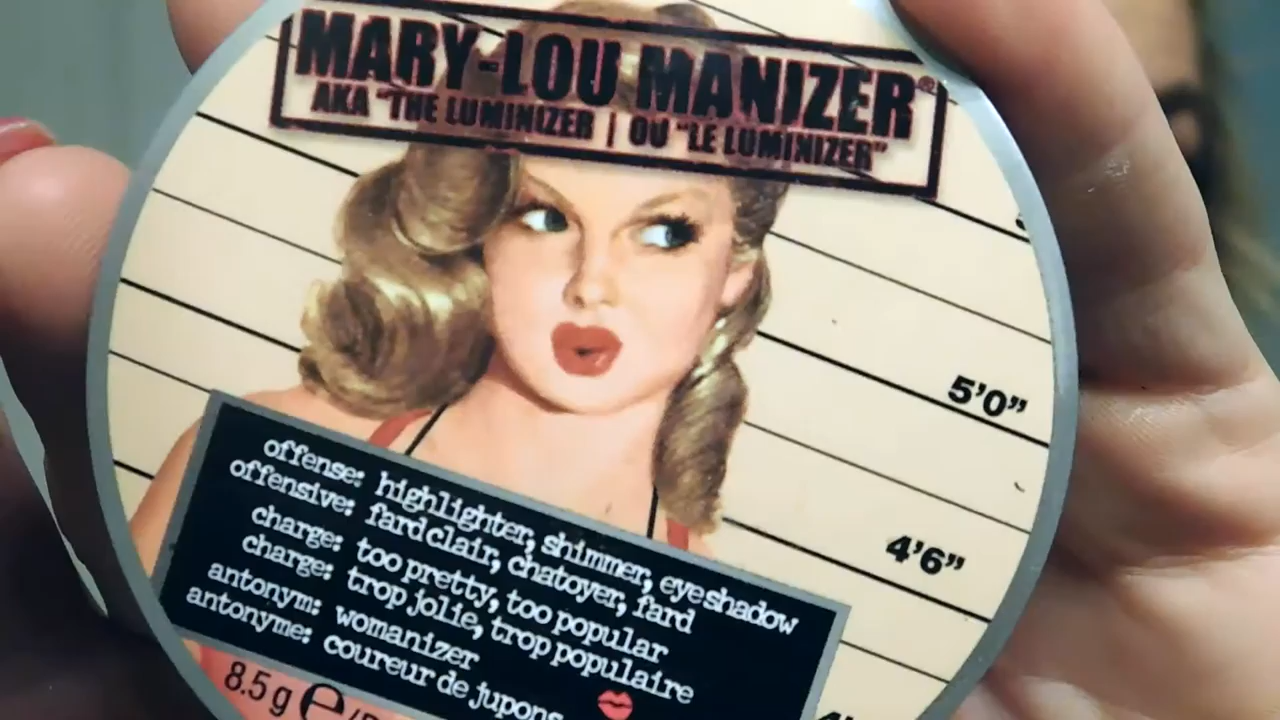 MARY-LOU MANIZER®
AKA "THE LUMINIZER | OU "LE LUMINIZER"
5'0"
4'6"
offense: highlighter, shimmer, eyeshadow
offensive: fard clair, chatoyer, fard
charge: too pretty, too popular
charge: trop jolie, trop populaire
antonym: womanizer
antonyme: coureur de jupons
8.5 g e